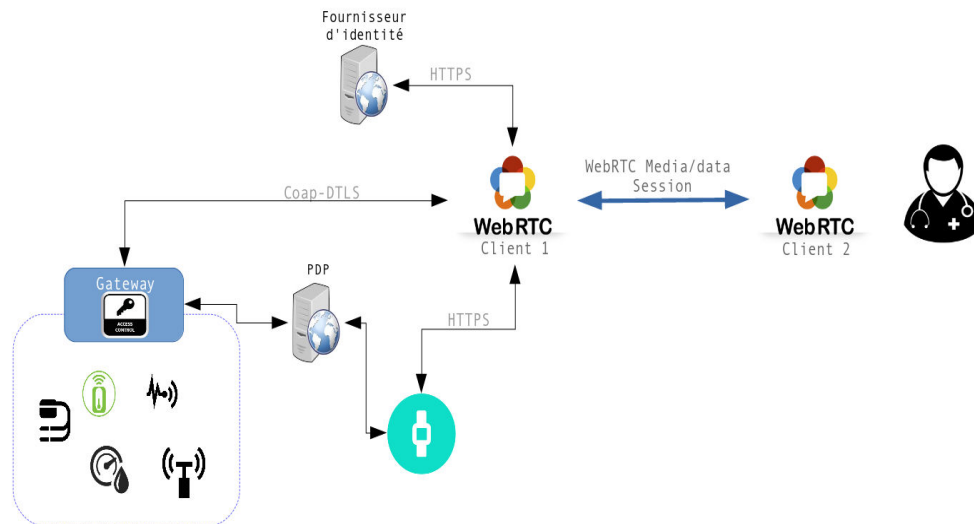 Fournisseur
d'identité
HTTPS
WebRTC Media/data
Session
Coap-DTLS
WebRTC
Client 1
WebRTC
Client 2
Gateway
ACCESS
CONTROL
PDP
HTTPS